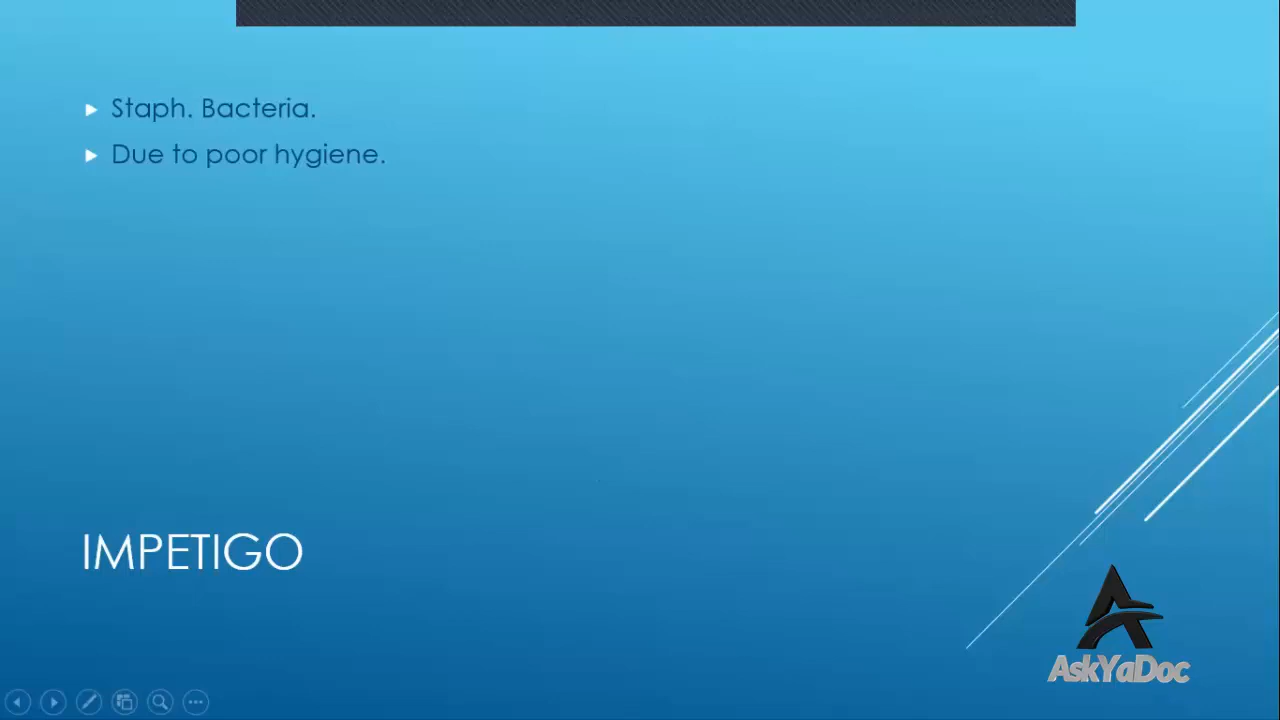 Staph. Bacteria.
Due to poor hygiene.
IMPETIGO
AskYaDoc